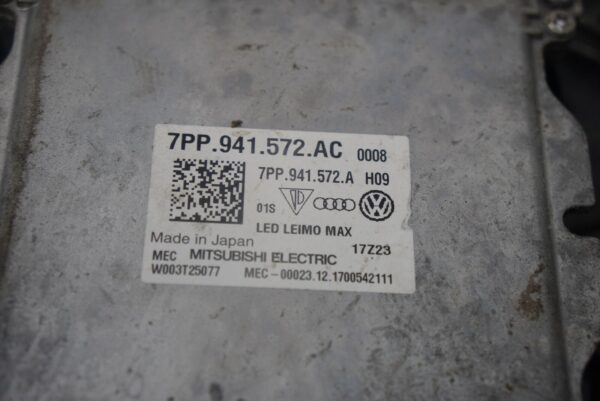 7PP.941.572.AC 0008
7PP.941.572.A H09
01S
LED LEIMO MAX
Made in Japan 17Z23
MEC MITSUBISHI ELECTRIC
W003T25077 MEC-00023.12.1700542111